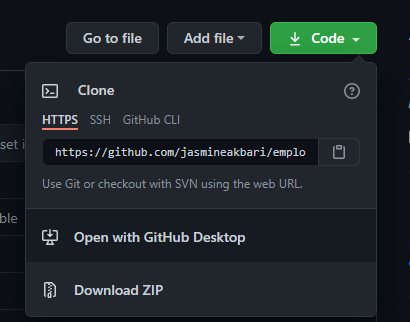 Go to file Add file Code
Clone
HTTPS SSH GitHub CLI
set i
https://github.com/jasmineakbari/emplo
Use Git or checkout with SVN using the web URL.
ble
Open with GitHub Desktop
Download ZIP